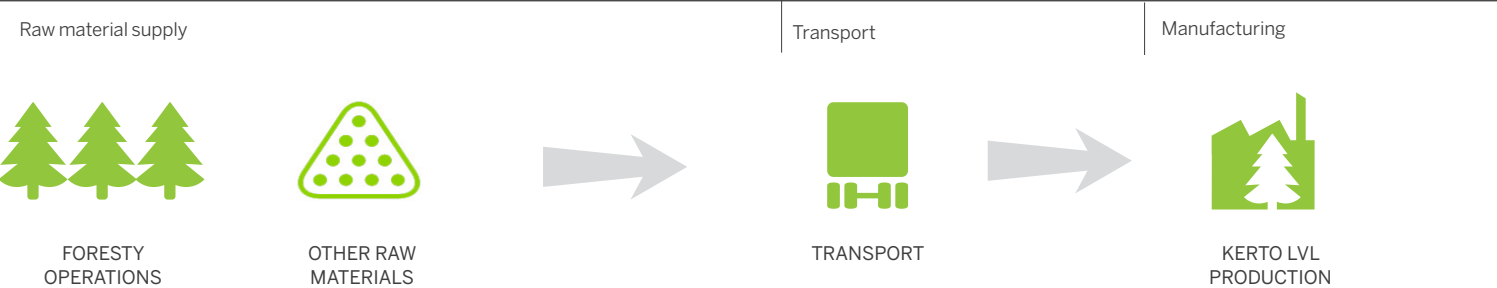 Raw material supply
Transport
Manufacturing
FORESTY
OPERATIONS
OTHER RAW
MATERIALS
TRANSPORT
KERTO LVL
PRODUCTION